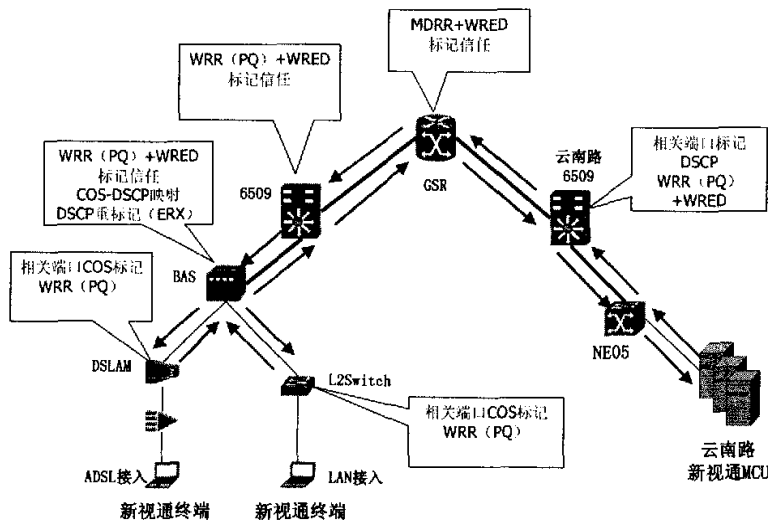 MDRR+WRED
标记信任
WRR（PQ）+WRED
标记信任
WRR（PQ）+WRED
标记信任
COS-DSCP映射
DSCP重标记（ERX）
相关端口标记
DSCP
WRR（PQ）
+WRED
云南路
6509
GSR
6509
相关端口COS标记
WRR（PQ）
BAS
NE05
DSLAM
L2Switch
相关端口COS标记
WRR（PQ）
ADSL接入
LAN接入
新视通终端
新视通终端
云南路
新视通MCU